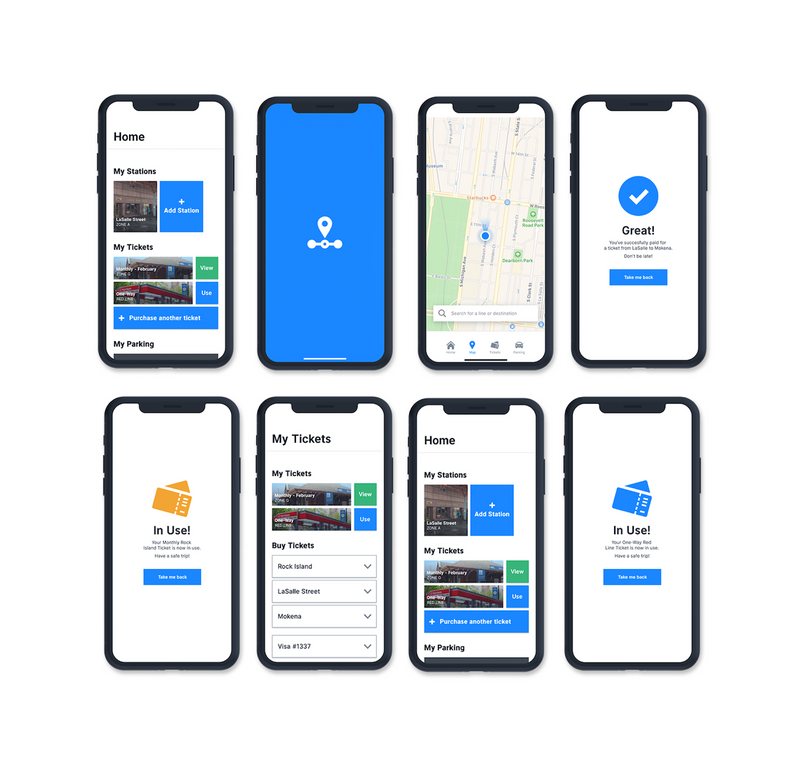 Home
My Stations
LaSalle Street
ZONE A
+
Add Station
My Tickets
Monthly - February
ZONE D
View
One-Way
RED LINE
Use
+ Purchase another ticket
My Parking
Starbucks
Roosevelt
Road Park
Dearborn Park
S Michigan Ave
S Clark St
Search for a line or destination
Home
Map
Tickets
Parking
Great!
You've succesfully paid for
a ticket from LaSalle to Mokena.
Don't be late!
Take me back
In Use!
Your Monthly Rock
Island Ticket is now in use.
Have a safe trip!
Take me back
My Tickets
My Tickets
Monthly - February
ZONE D
View
One-Way
RED LINE
Use
Buy Tickets
Rock Island
LaSalle Street
Mokena
Visa #1337
Home
My Stations
LaSalle Street
ZONE A
+
Add Station
My Tickets
Monthly - February
ZONE D
View
One-Way
RED LINE
Use
+ Purchase another ticket
My Parking
In Use!
Your One-Way Red
Line Ticket is now in use.
Have a safe trip!
Take me back